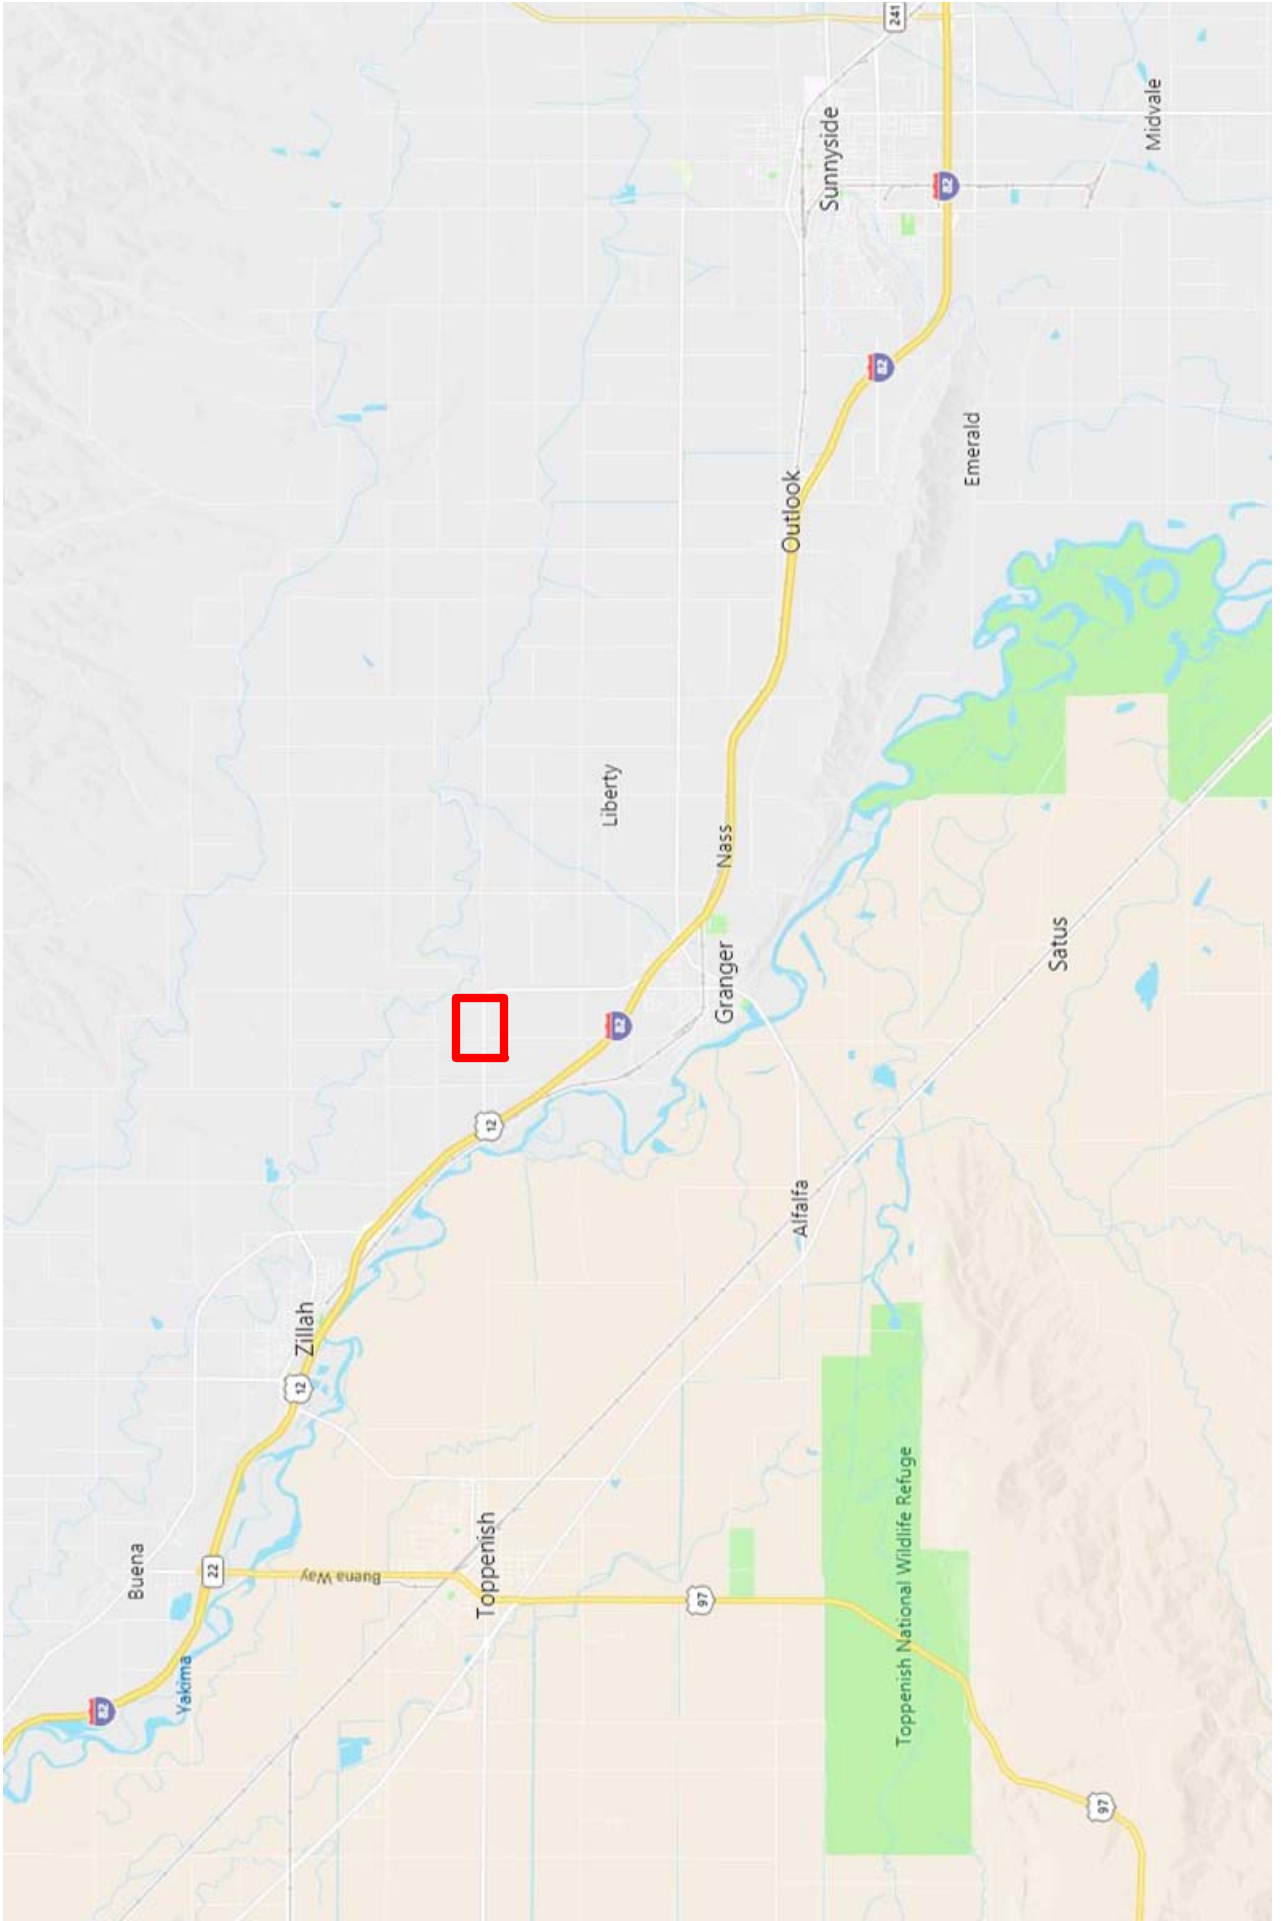 82
Buena
Yakima
22
12
Zillah
Buena Way
Toppenish
12
Liberty
82
97
Granger
Nass
Outlook
Alfalfa
Sunnyside
82
241
Toppenish National Wildlife Refuge
82
Emerald
Satus
97
Midvale